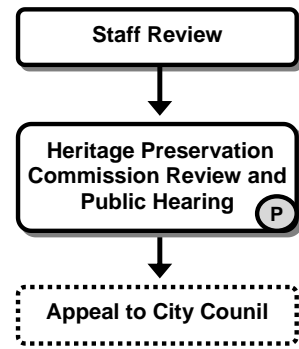 Staff Review
Heritage Preservation
Commission Review and
Public Hearing
P
Appeal to City Counil